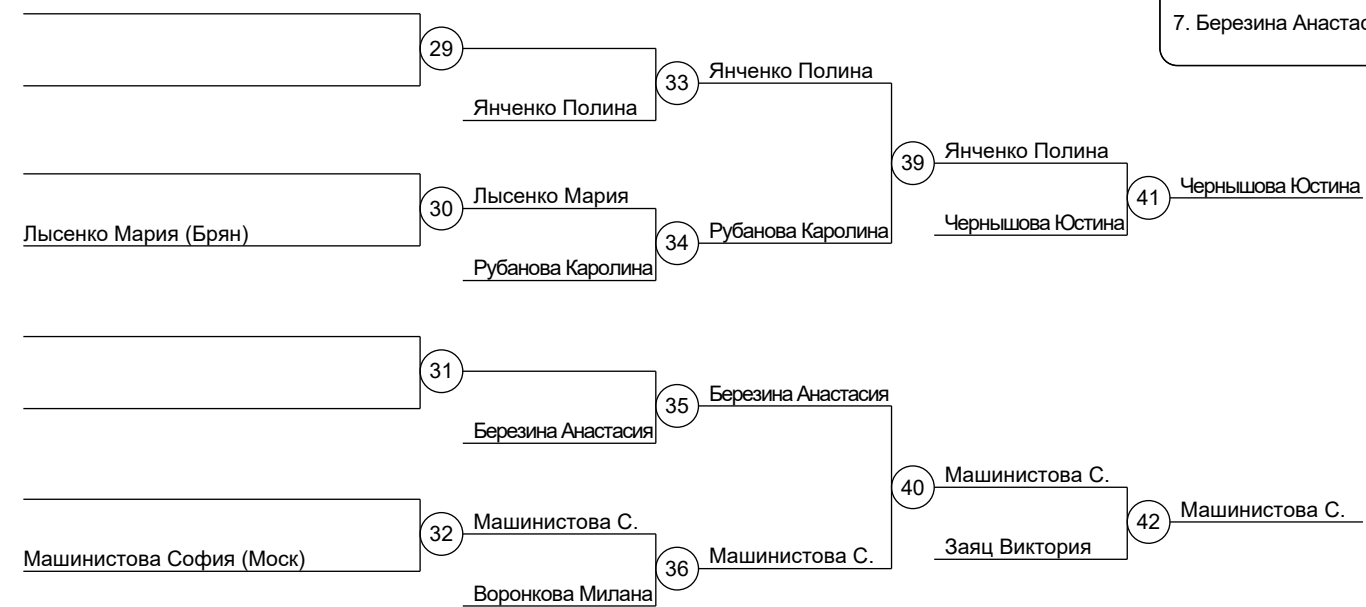 7. Березина Анастас
29
33
Янченко Полина
Янченко Полина
39
Янченко Полина
41
Чернышова Юстина
30
Лысенко Мария
Лысенко Мария (Брян)
34
Рубанова Каролина
Чернышова Юстина
Рубанова Каролина
31
35
Березина Анастасия
Березина Анастасия
40
Машинистова С.
42
Машинистова С.
32
Машинистова С.
Машинистова София (Моск)
36
Машинистова С.
Заяц Виктория
Воронкова Милана